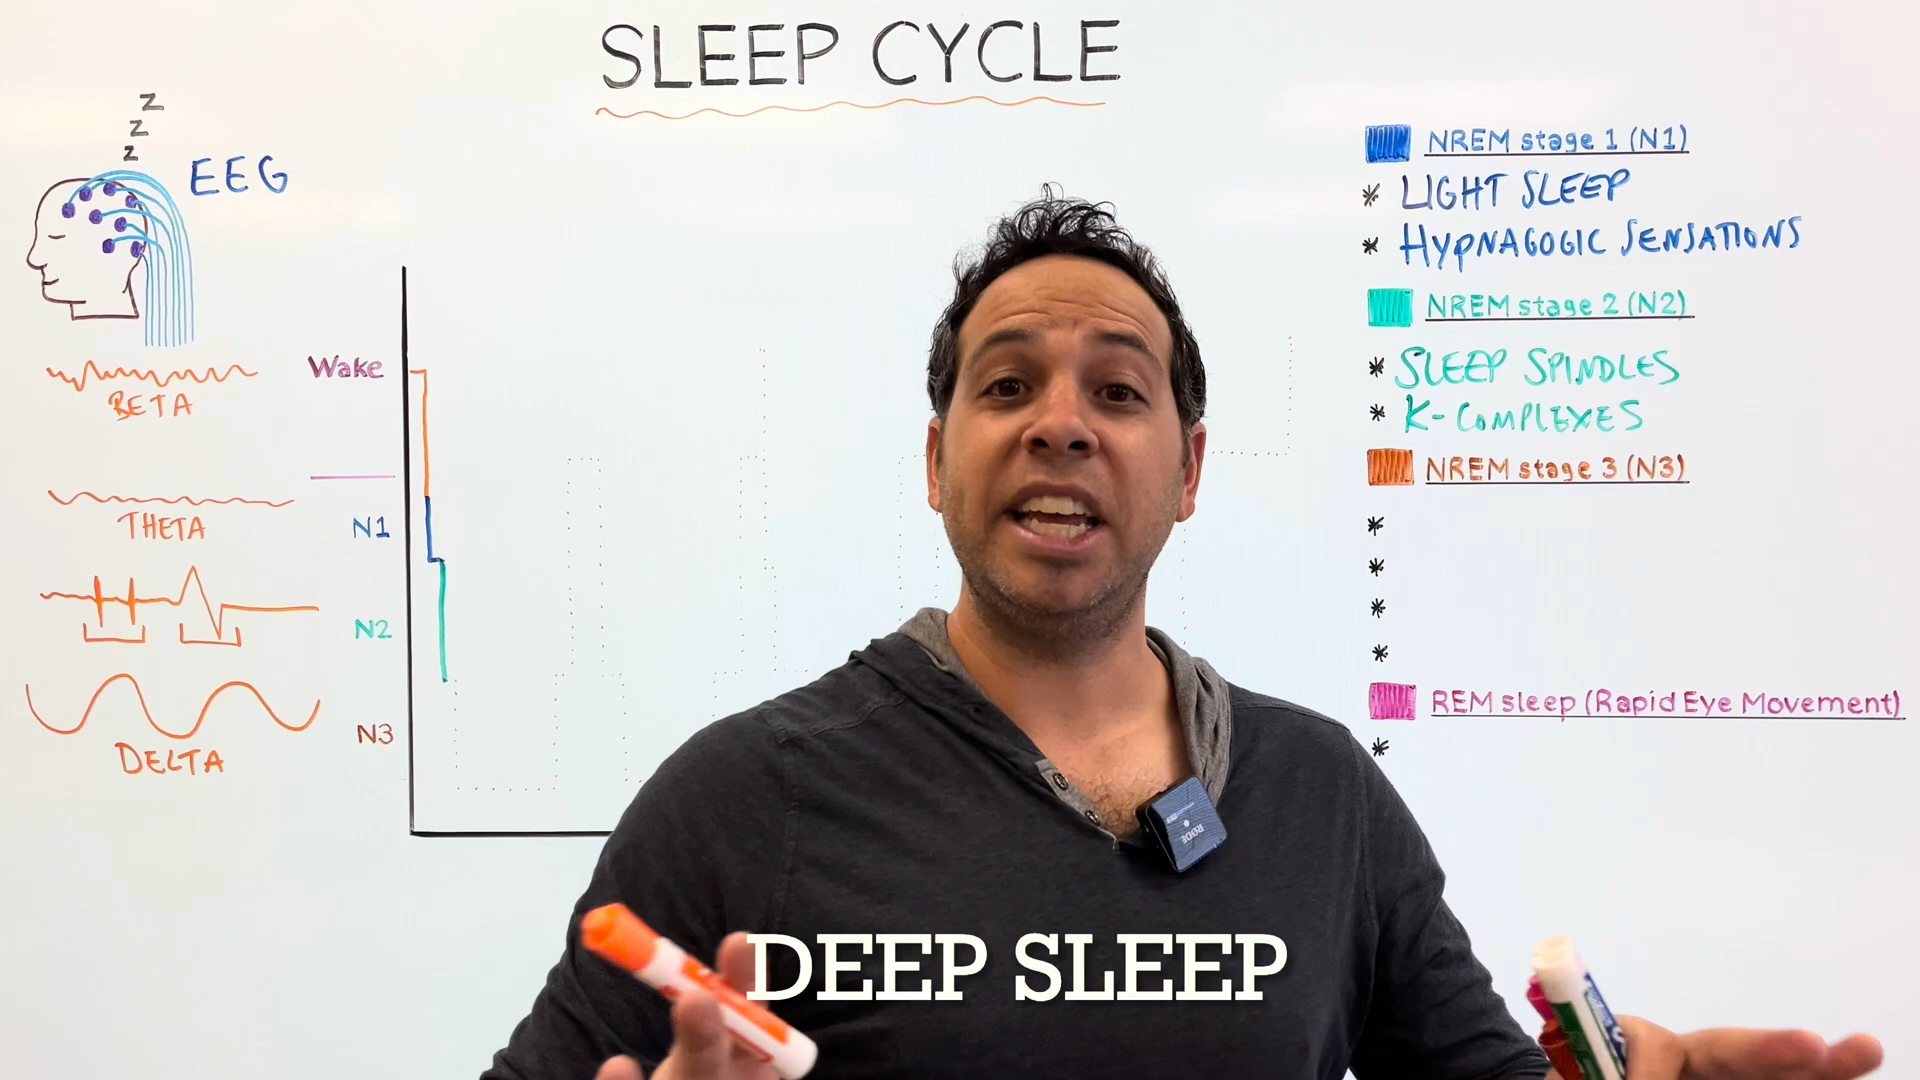 SLEEP CYCLE
Z
Z
Z
EEG
BETA
THETA
DELTA
Wake
N1
N2
N3
NREM stage 1 (N1)
* LIGHT SLEEP
* HYPNAGOGIC SENSATIONS
NREM stage 2 (N2)
* SLEEP SPINDLES
* K-COMPLEXES
NREM stage 3 (N3)
*
*
*
*
REM sleep (Rapid Eye Movement)
*
RØDE
DEEP SLEEP